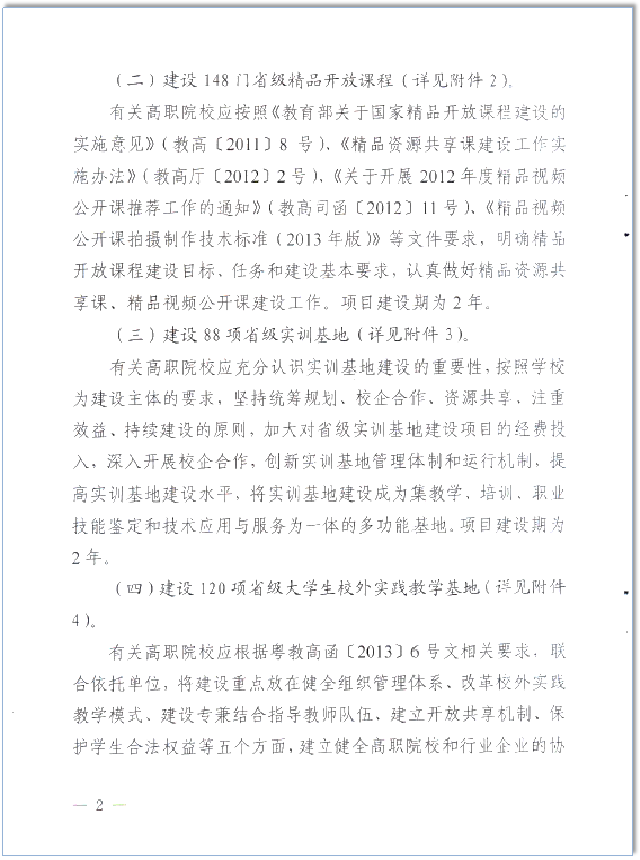 （二）建设 148 门省级精品开放课程（详见附件 2）。
有关高职院校应按照《教育部关于国家精品开放课程建设的
实施意见》（教高〔2011〕8 号）、《精品资源共享课建设工作实
施办法》（教高厅〔2012〕2 号）、《关于开展 2012 年度精品视频
公开课推荐工作的通知》（教高司函〔2012〕11 号）、《精品视频
公开课拍摄制作技术标准（2013 年版）》等文件要求，明确精品
开放课程建设目标、任务和建设基本要求，认真做好精品资源共
享课、精品视频公开课建设工作。项目建设期为 2 年。
（三）建设 88 项省级实训基地（详见附件 3）。
有关高职院校应充分认识实训基地建设的重要性，按照学校
为建设主体的要求，坚持统筹规划、校企合作、资源共享、注重
效益、持续建设的原则，加大对省级实训基地建设项目的经费投
入，深入开展校企合作，创新实训基地管理体制和运行机制，提
高实训基地建设水平，将实训基地建设成为集教学、培训、职业
技能鉴定和技术应用与服务为一体的多功能基地。项目建设期为
2 年。
（四）建设 120 项省级大学生校外实践教学基地（详见附件
4）。
有关高职院校应根据粤教高函〔2013〕6 号文相关要求，联
合依托单位，将建设重点放在健全组织管理体系、改革校外实践
教学模式、建设专兼结合指导教师队伍、建立开放共享机制、保
护学生合法权益等五个方面，建立健全高职院校和行业企业的协
— 2 —